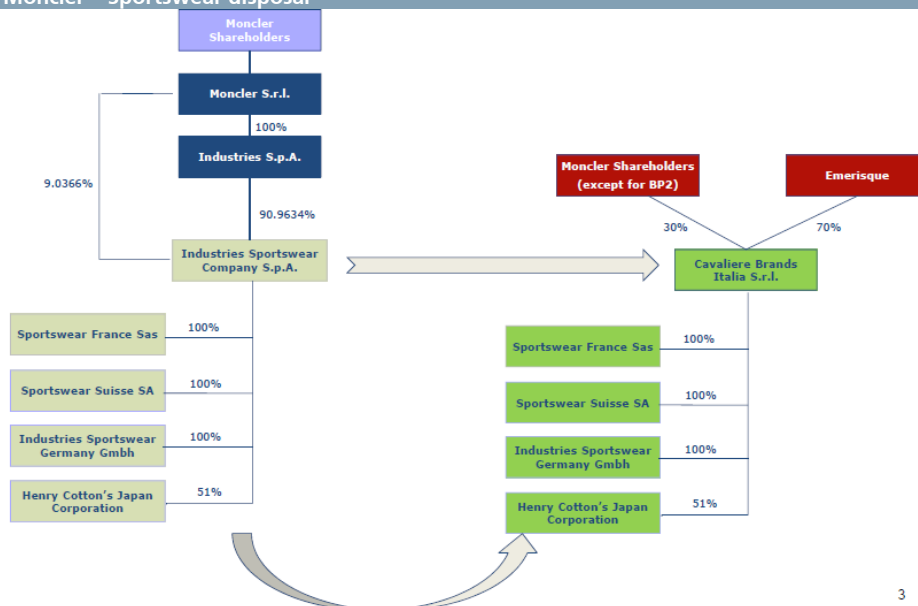 Moncler – Sportswear disposal
Moncler
Shareholders
Moncler S.r.l.
100%
Industries S.p.A.
9.0366%
90.9634%
Industries Sportswear
Company S.p.A.
Sportswear France Sas
100%
Sportswear Suisse SA
100%
Industries Sportswear
Germany Gmbh
100%
Henry Cotton's Japan
Corporation
51%
Moncler Shareholders
(except for BP2)
Emerisque
30%
70%
Cavaliere Brands
Italia S.r.l.
Sportswear France Sas
100%
Sportswear Suisse SA
100%
Industries Sportswear
Germany Gmbh
100%
Henry Cotton's Japan
Corporation
51%
3